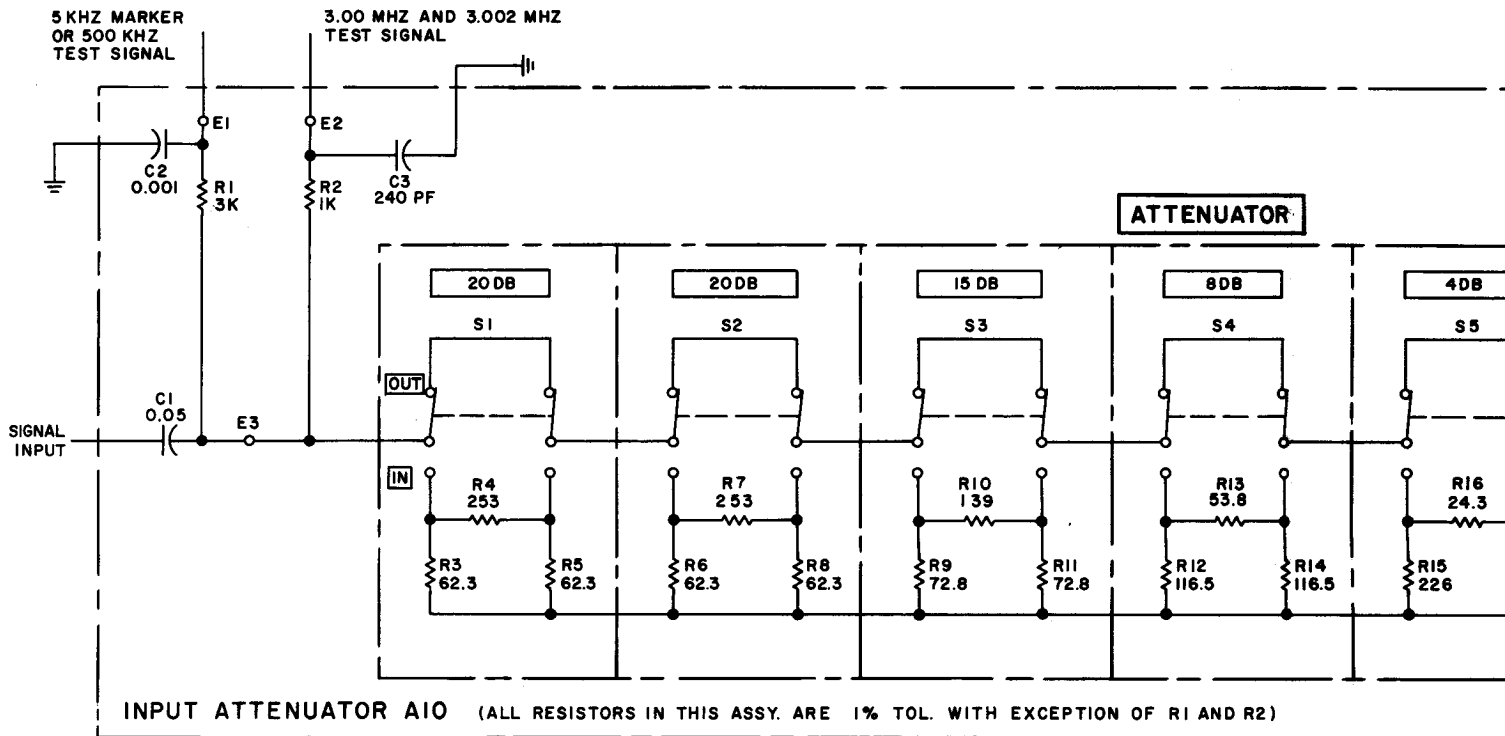 5 KHZ MARKER
OR 500 KHZ
TEST SIGNAL
3.00 MHZ AND 3.002 MHZ
TEST SIGNAL
E1
E2
C2
0.001
R1
3K
R2
1K
C3
240 PF
ATTENUATOR
20 DB
20 DB
15 DB
8 DB
4 DB
S1
S2
S3
S4
S5
OUT
C1
0.05
E3
SIGNAL
INPUT
IN
R4
253
R7
253
R10
139
R13
53.8
R16
24.3
R3
62.3
R5
62.3
R6
62.3
R8
62.3
R9
72.8
R11
72.8
R12
116.5
R14
116.5
R15
226
INPUT ATTENUATOR A10 (ALL RESISTORS IN THIS ASSY. ARE 1% TOL. WITH EXCEPTION OF R1 AND R2)